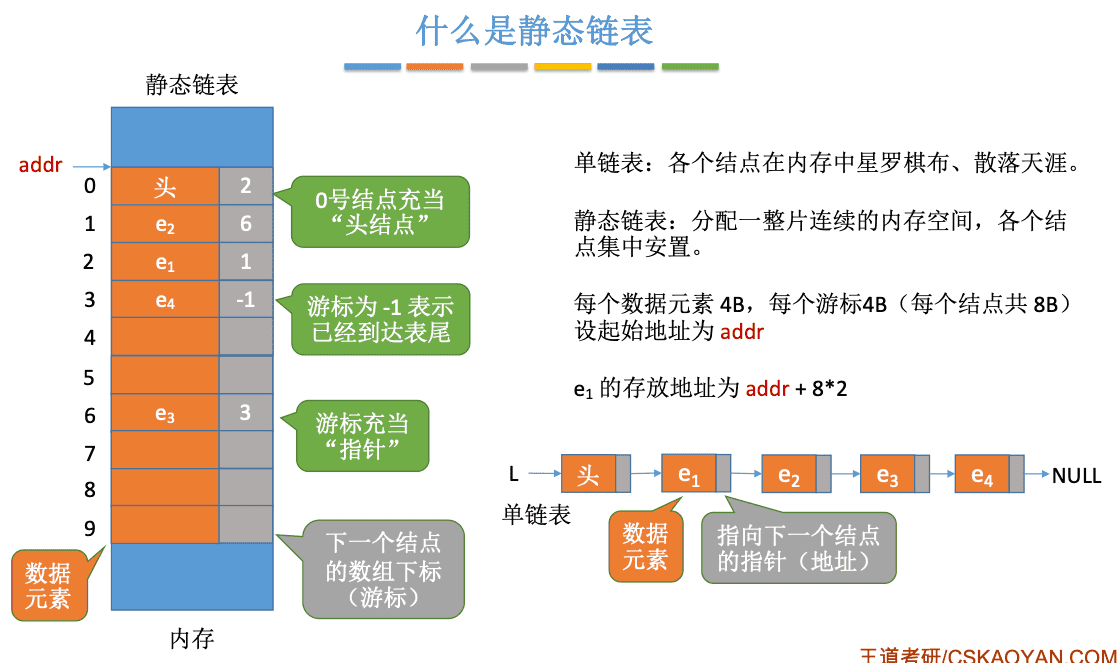 什么是静态链表
静态链表
addr
0 头 2
1 e₂ 6
2 e₁ 1
3 e₄ -1
4
5
6 e₃ 3
7
8
9
0号结点充当
“头结点”
游标为 -1 表示
已经到达表尾
游标充当
“指针”
下一个结点
的数组下标
（游标）
数据
元素
内存
单链表：各个结点在内存中星罗棋布、散落天涯。
静态链表：分配一整片连续的内存空间，各个结
点集中安置。
每个数据元素 4B，每个游标4B（每个结点共 8B）
设起始地址为 addr
e₁ 的存放地址为 addr + 8*2
L 头 e₁ e₂ e₃ e₄ NULL
单链表
数据
元素
指向下一个结点
的指针（地址）
王道考研/CSKAOYAN.COM